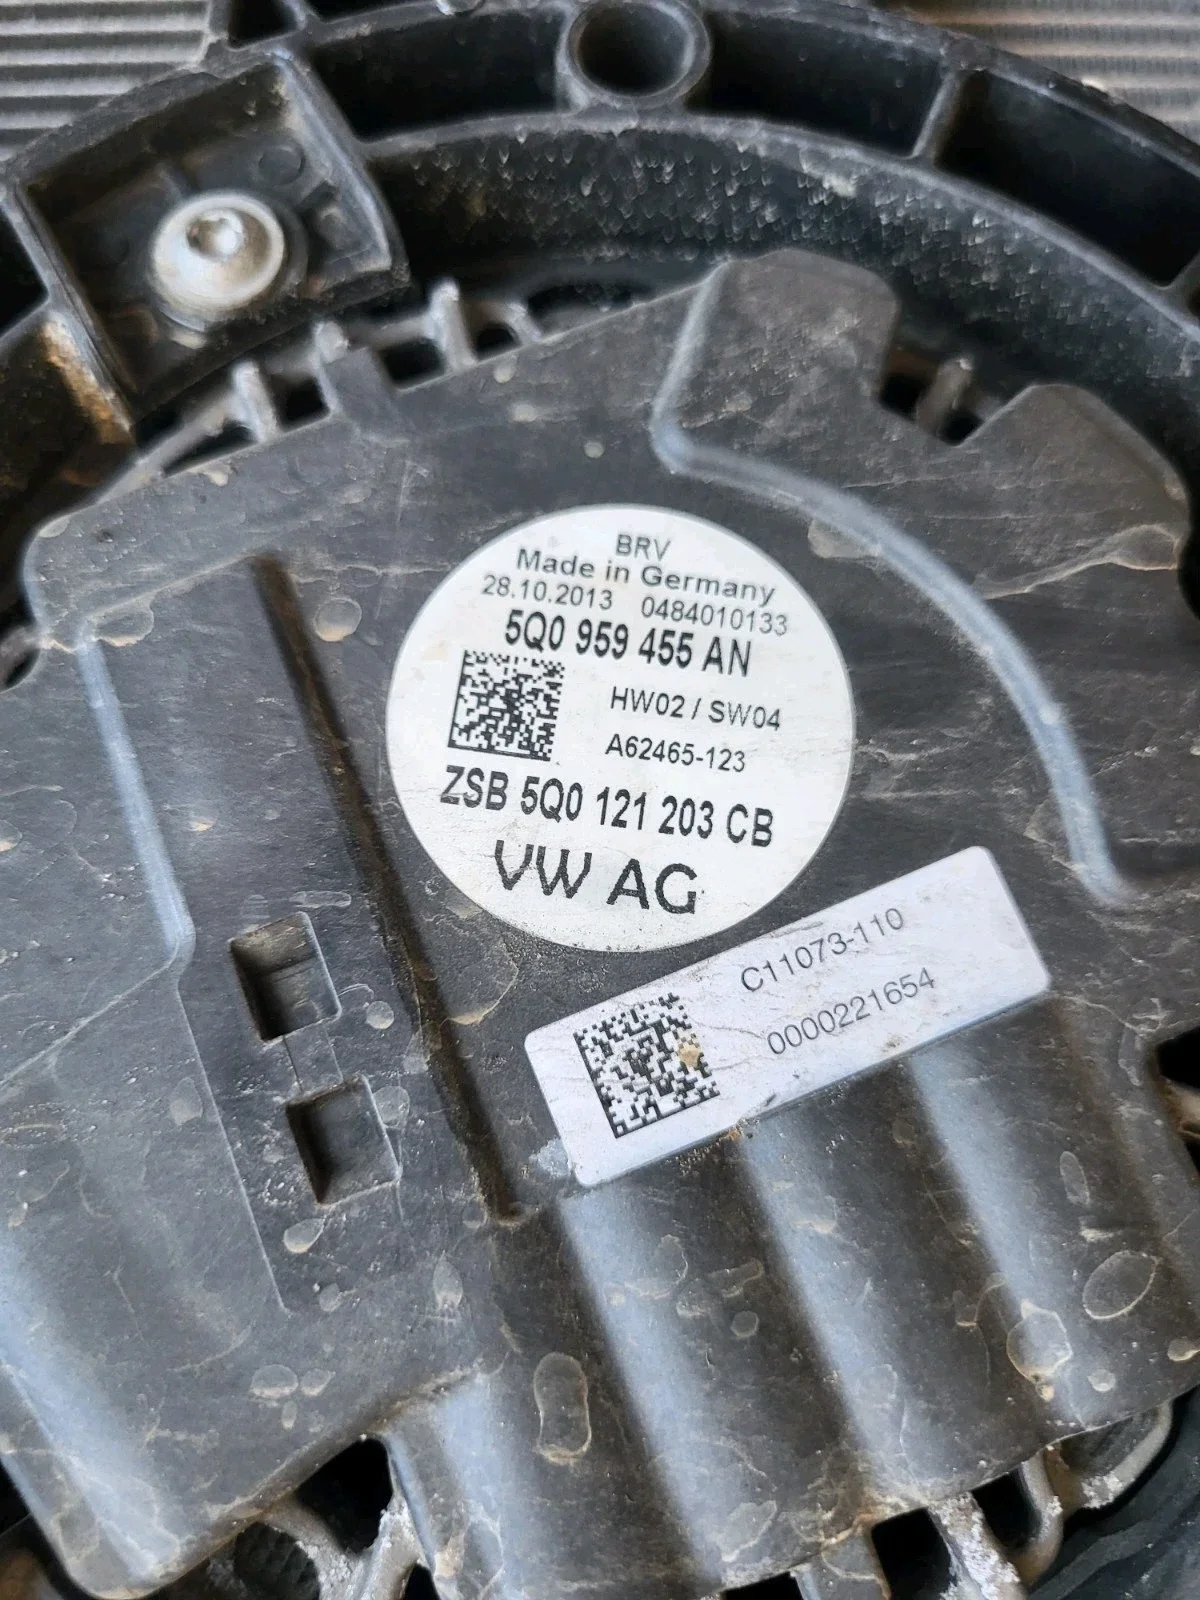 BRV
Made in Germany
28.10.2013 0484010133
5Q0 959 455 AN
HW02 / SW04
A62465-123
ZSB 5Q0 121 203 CB
VW AG
C11073-110
0000221654